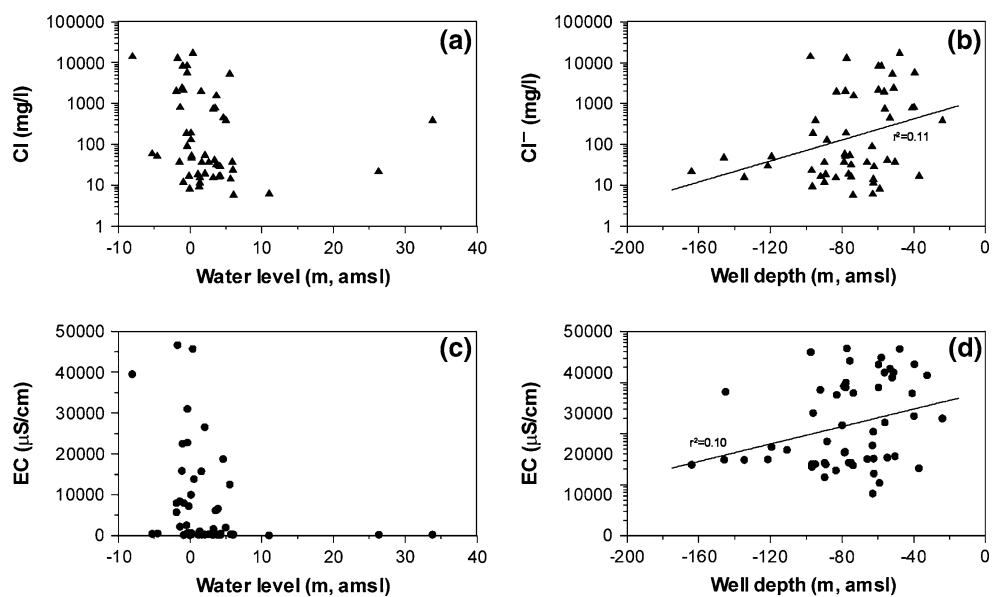 100000
10000
1000
100
10
1
Cl (mg/l)
(a)
-10 0 10 20 30 40
Water level (m, amsl)
100000
10000
1000
100
10
1
Cl⁻ (mg/l)
(b)
r²=0.11
-200 -160 -120 -80 -40 0
Well depth (m, amsl)
50000
40000
30000
20000
10000
0
EC (μS/cm)
(c)
-10 0 10 20 30 40
Water level (m, amsl)
50000
40000
30000
20000
10000
0
EC (μS/cm)
(d)
r²=0.10
-200 -160 -120 -80 -40 0
Well depth (m, amsl)